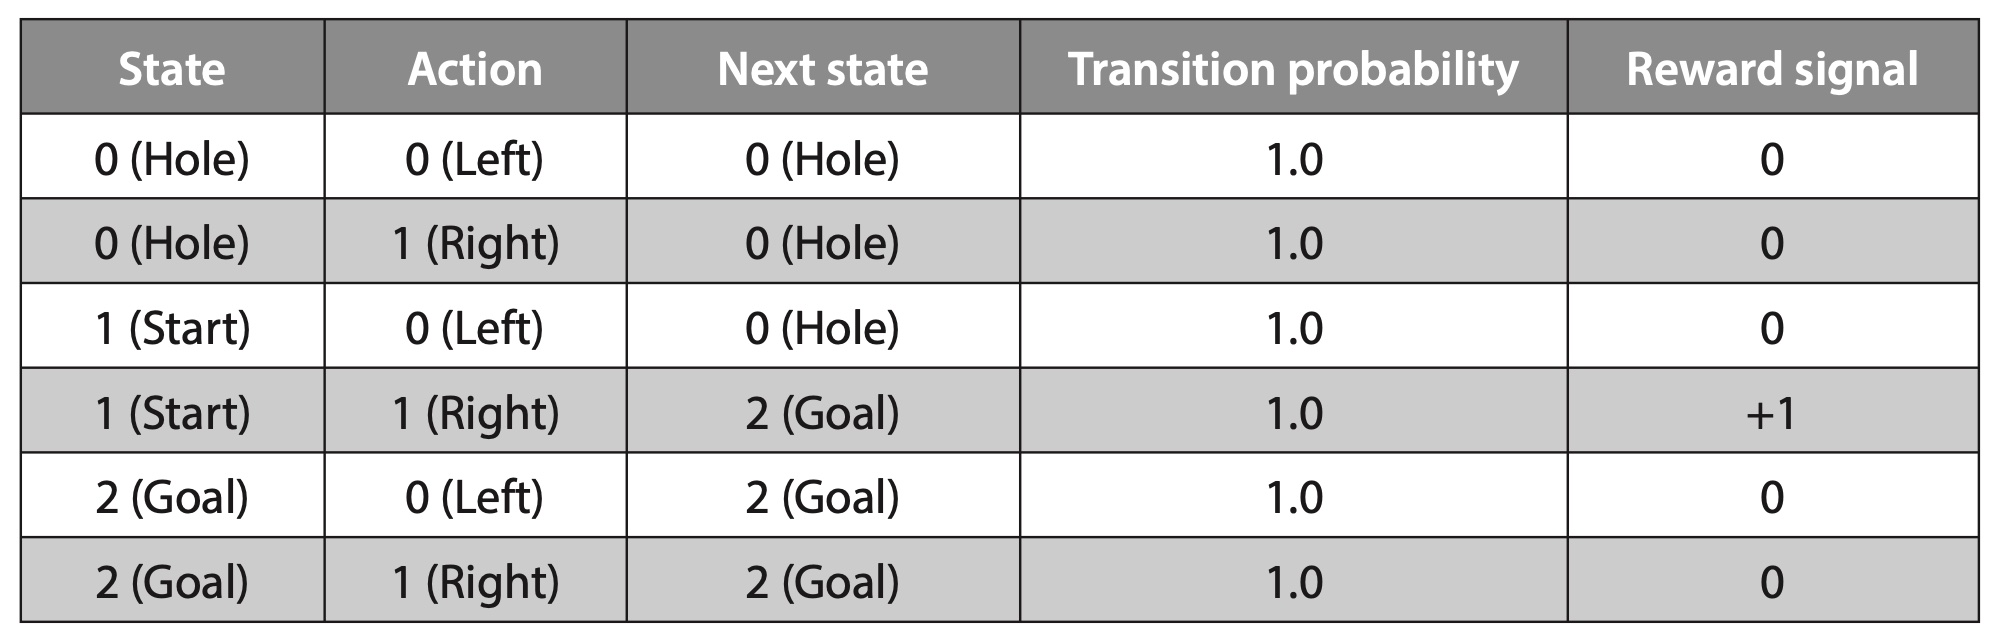 State Action Next state Transition probability Reward signal
0 (Hole) 0 (Left) 0 (Hole) 1.0 0
0 (Hole) 1 (Right) 0 (Hole) 1.0 0
1 (Start) 0 (Left) 0 (Hole) 1.0 0
1 (Start) 1 (Right) 2 (Goal) 1.0 +1
2 (Goal) 0 (Left) 2 (Goal) 1.0 0
2 (Goal) 1 (Right) 2 (Goal) 1.0 0